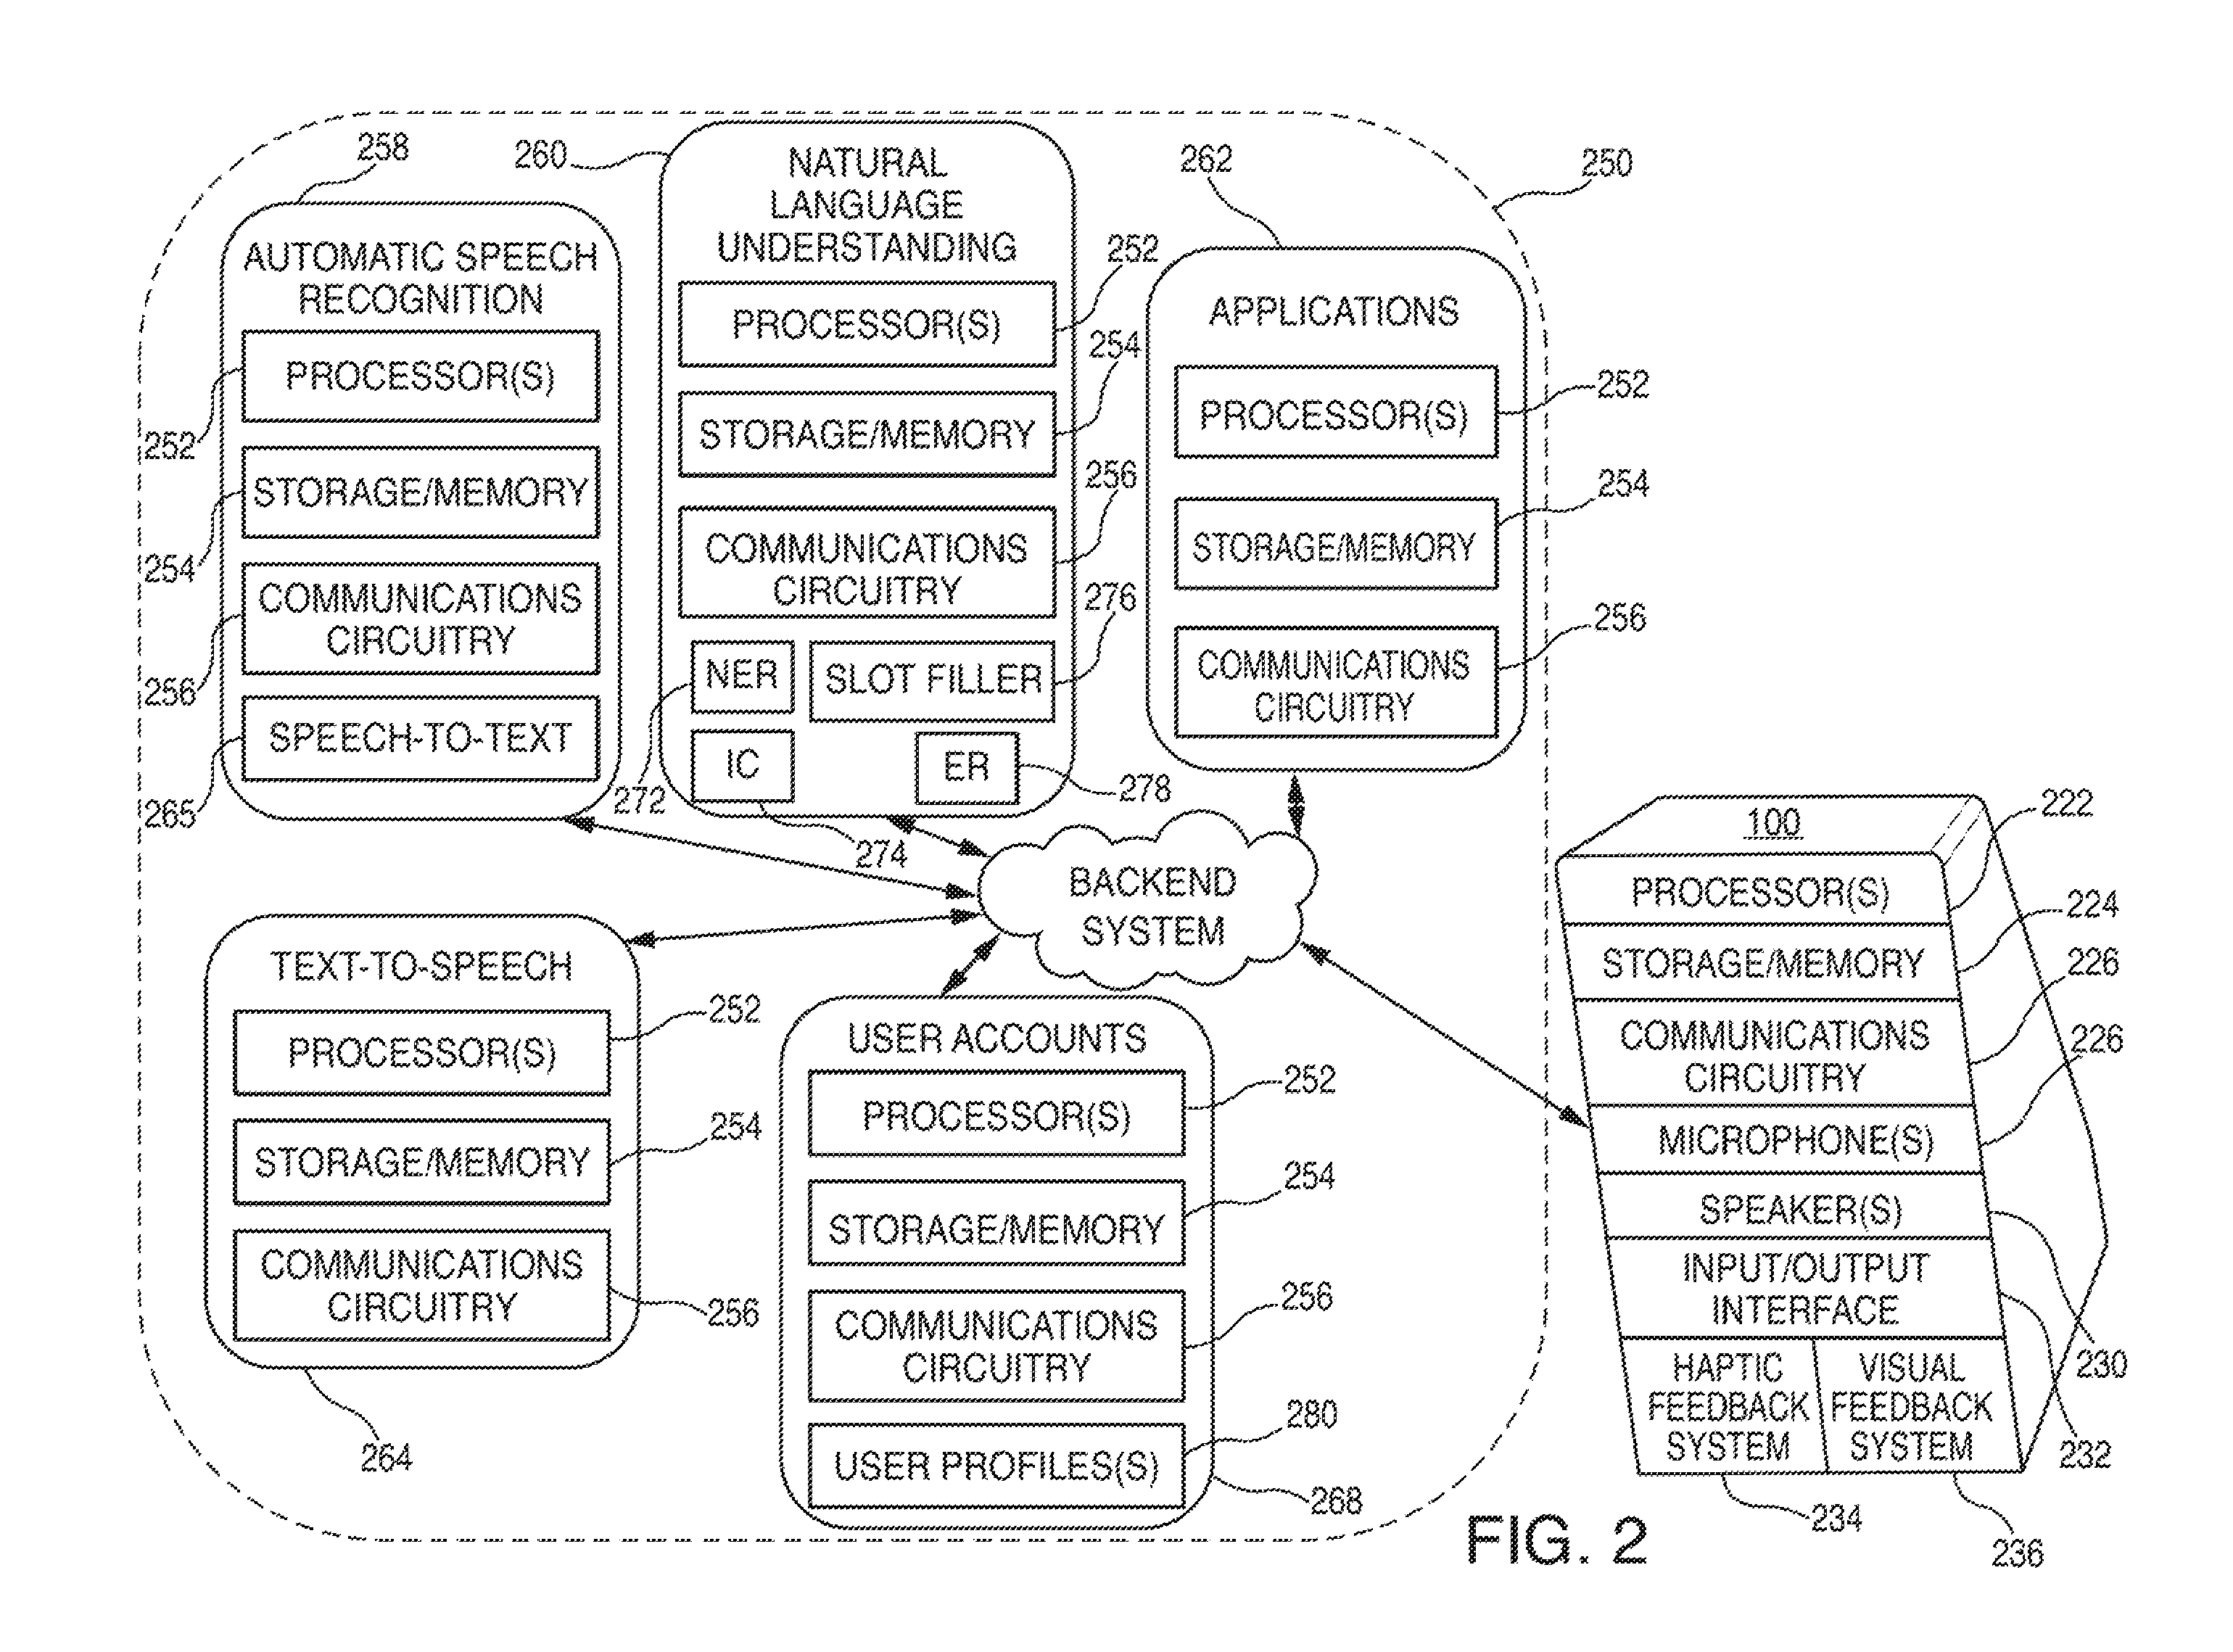 258
260
NATURAL
LANGUAGE
UNDERSTANDING
262
250
AUTOMATIC SPEECH
RECOGNITION
PROCESSOR(S)
252
STORAGE/MEMORY
254
COMMUNICATIONS
CIRCUITRY
256
SPEECH-TO-TEXT
265
PROCESSOR(S)
252
STORAGE/MEMORY
254
COMMUNICATIONS
CIRCUITRY
256
NER
272
SLOT FILLER
276
IC
274
ER
278
APPLICATIONS
PROCESSOR(S)
252
STORAGE/MEMORY
254
COMMUNICATIONS
CIRCUITRY
256
BACKEND
SYSTEM
TEXT-TO-SPEECH
PROCESSOR(S)
252
STORAGE/MEMORY
254
COMMUNICATIONS
CIRCUITRY
256
264
USER ACCOUNTS
PROCESSOR(S)
252
STORAGE/MEMORY
254
COMMUNICATIONS
CIRCUITRY
256
USER PROFILES(S)
280
268
100
PROCESSOR(S)
222
STORAGE/MEMORY
224
COMMUNICATIONS
CIRCUITRY
226
MICROPHONE(S)
226
SPEAKER(S)
230
INPUT/OUTPUT
INTERFACE
232
HAPTIC
FEEDBACK
SYSTEM
234
VISUAL
FEEDBACK
SYSTEM
236
FIG. 2